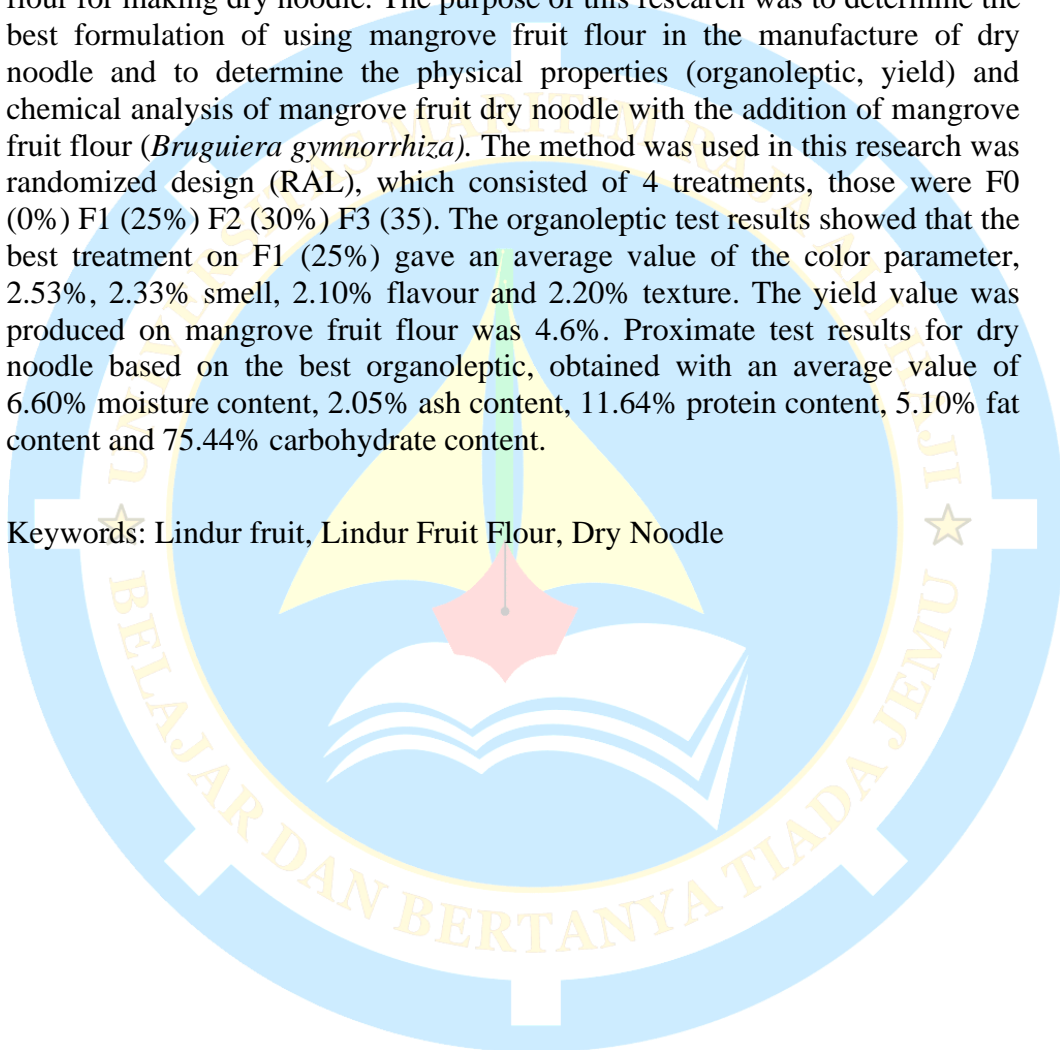 flour for making dry noodle. The purpose of this research was to determine the
best formulation of using mangrove fruit flour in the manufacture of dry
noodle and to determine the physical properties (organoleptic, yield) and
chemical analysis of mangrove fruit dry noodle with the addition of mangrove
fruit flour (Bruguiera gymnorrhiza). The method was used in this research was
randomized design (RAL), which consisted of 4 treatments, those were F0
(0%) F1 (25%) F2 (30%) F3 (35). The organoleptic test results showed that the
best treatment on F1 (25%) gave an average value of the color parameter,
2.53%, 2.33% smell, 2.10% flavour and 2.20% texture. The yield value was
produced on mangrove fruit flour was 4.6%. Proximate test results for dry
noodle based on the best organoleptic, obtained with an average value of
6.60% moisture content, 2.05% ash content, 11.64% protein content, 5.10% fat
content and 75.44% carbohydrate content.
Keywords: Lindur fruit, Lindur Fruit Flour, Dry Noodle
UNIVERSITAS MARITIM RAJA ALI HAJI
BELAJAR DAN BERTANYA TIADA JEMU